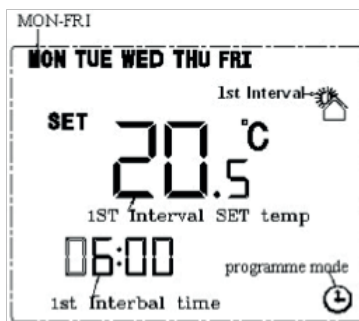 MON-FRI
MON TUE WED THU FRI
1st Interval
SET
20.5 °C
1ST Interval SET temp
06:00
programme mode
1st Interbal time